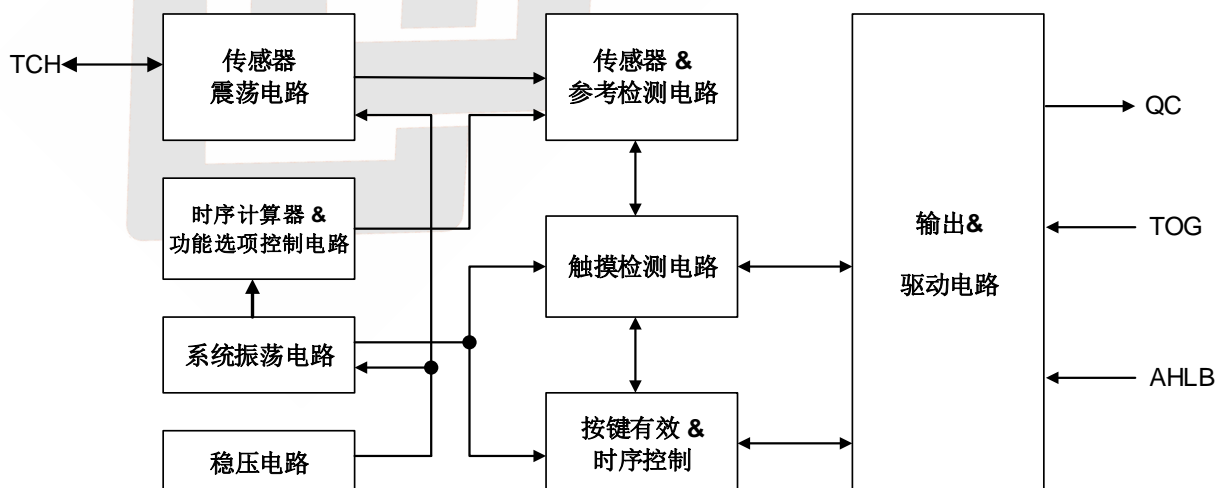 TCH
传感器
震荡电路
传感器 &
参考检测电路
QC
时序计算器 &
功能选项控制电路
输出&
驱动电路
TOG
触摸检测电路
系统振荡电路
AHLB
按键有效 &
时序控制
稳压电路